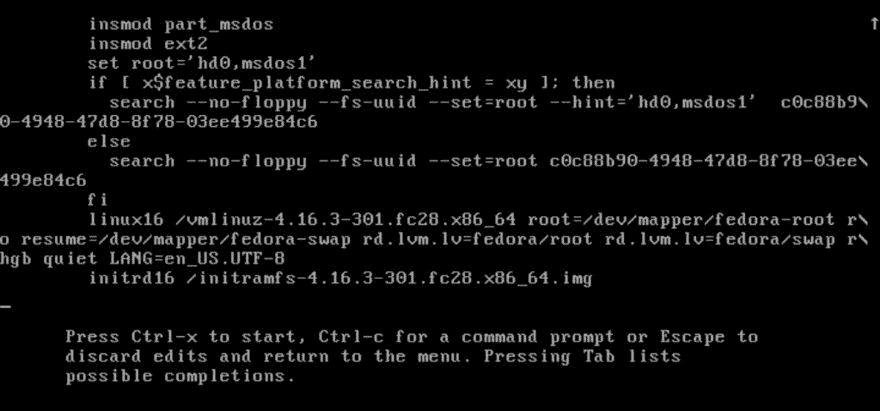 insmod part_msdos
insmod ext2
set root='hd0,msdos1'
if [ x$feature_platform_search_hint = xy ]; then
search --no-floppy --fs-uuid --set=root --hint='hd0,msdos1'  c0c88b9\
0-4948-47d8-8f78-03ee499e84c6
else
search --no-floppy --fs-uuid --set=root c0c88b90-4948-47d8-8f78-03ee\
499e84c6
fi
linux16 /vmlinuz-4.16.3-301.fc28.x86_64 root=/dev/mapper/fedora-root r\
o resume=/dev/mapper/fedora-swap rd.lvm.lv=fedora/root rd.lvm.lv=fedora/swap r\
hgb quiet LANG=en_US.UTF-8
initrd16 /initramfs-4.16.3-301.fc28.x86_64.img
Press Ctrl-x to start, Ctrl-c for a command prompt or Escape to
discard edits and return to the menu. Pressing Tab lists
possible completions.